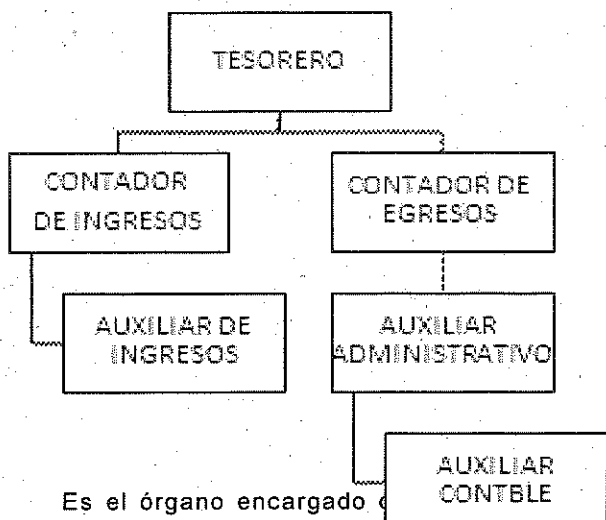 TESORERO
CONTADOR
DE INGRESOS
CONTADOR DE
EGRESOS
AUXILIAR DE
INGRESOS
AUXILIAR
ADMINISTRATIVO
AUXILIAR
CONTBLE
Es el órgano encargado